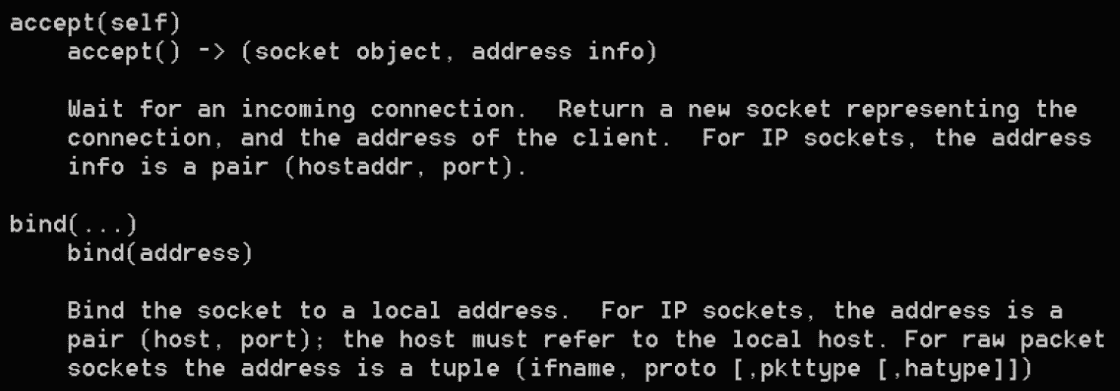 accept(self)
accept() -> (socket object, address info)
Wait for an incoming connection.  Return a new socket representing the
connection, and the address of the client.  For IP sockets, the address
info is a pair (hostaddr, port).
bind(...)
bind(address)
Bind the socket to a local address.  For IP sockets, the address is a
pair (host, port); the host must refer to the local host. For raw packet
sockets the address is a tuple (ifname, proto [,pkttype [,hatype]])